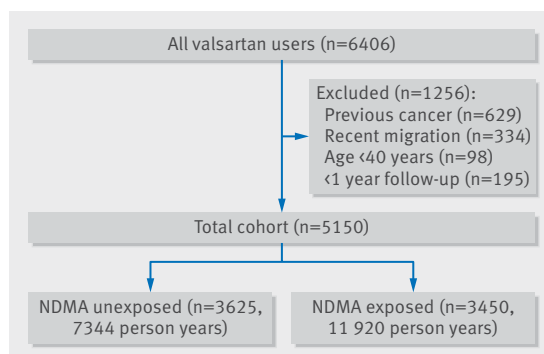 All valsartan users (n=6406)
Excluded (n=1256):
Previous cancer (n=629)
Recent migration (n=334)
Age <40 years (n=98)
<1 year follow-up (n=195)
Total cohort (n=5150)
NDMA unexposed (n=3625,
7344 person years)
NDMA exposed (n=3450,
11 920 person years)